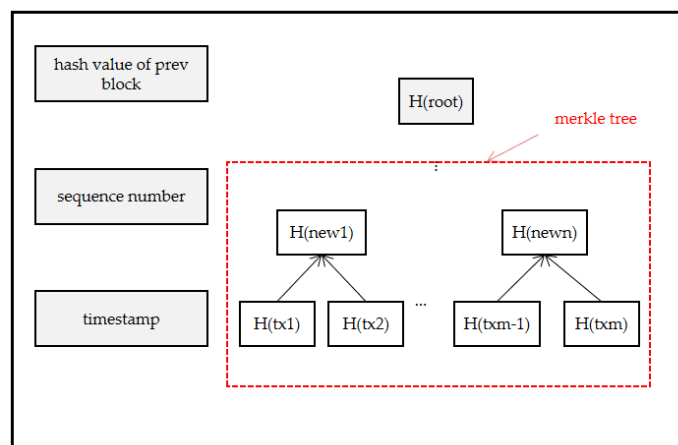 hash value of prev
block
H(root)
merkle tree
⋮
sequence number
H(new1)
H(newn)
timestamp
H(tx1)
H(tx2)
...
H(txm-1)
H(txm)